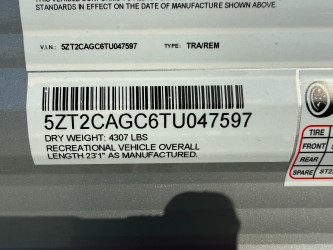 STANDARDS IN EFFECT ON THE DATE OF MANUFACTURE SHOWN ABOVE.
V.I.N.: 5ZT2CAGC6TU047597 TYPE: TRA/REM
5ZT2CAGC6TU047597
DRY WEIGHT: 4307 LBS
RECREATIONAL VEHICLE OVERALL
LENGTH 23'1" AS MANUFACTURED.
TIRE
FRONT
REAR
SPARE ST2